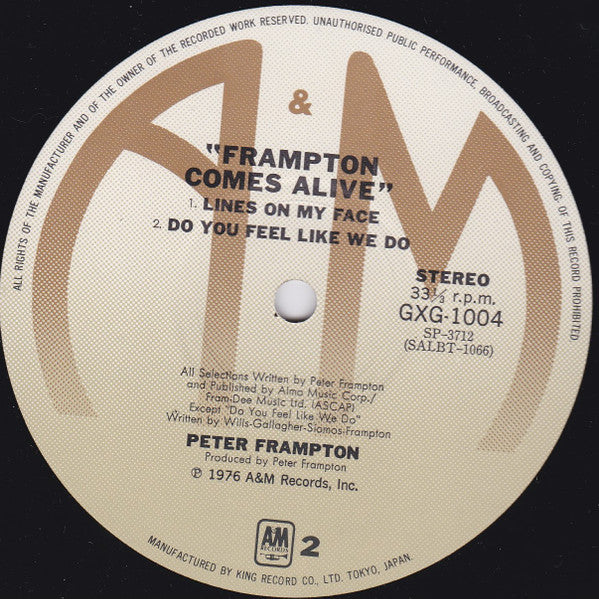 ALL RIGHTS OF THE MANUFACTURER AND OF THE OWNER OF THE RECORDED WORK RESERVED. UNAUTHORISED PUBLIC PERFORMANCE, BROADCASTING AND COPYING OF THIS RECORD PROHIBITED.
A & M
"FRAMPTON
COMES ALIVE"
1. LINES ON MY FACE
2. DO YOU FEEL LIKE WE DO
STEREO
33⅓ r.p.m.
GXG-1004
SP-3712
(SALBT-1066)
All Selections Written by Peter Frampton
and Published by Almo Music Corp./
Fram-Dee Music Ltd. (ASCAP)
Except "Do You Feel Like We Do"
Written by Wills-Gallagher-Siomos-Frampton
PETER FRAMPTON
Produced by Peter Frampton
℗ 1976 A&M Records, Inc.
A&M
RECORDS
2
MANUFACTURED BY KING RECORD CO., LTD. TOKYO, JAPAN.